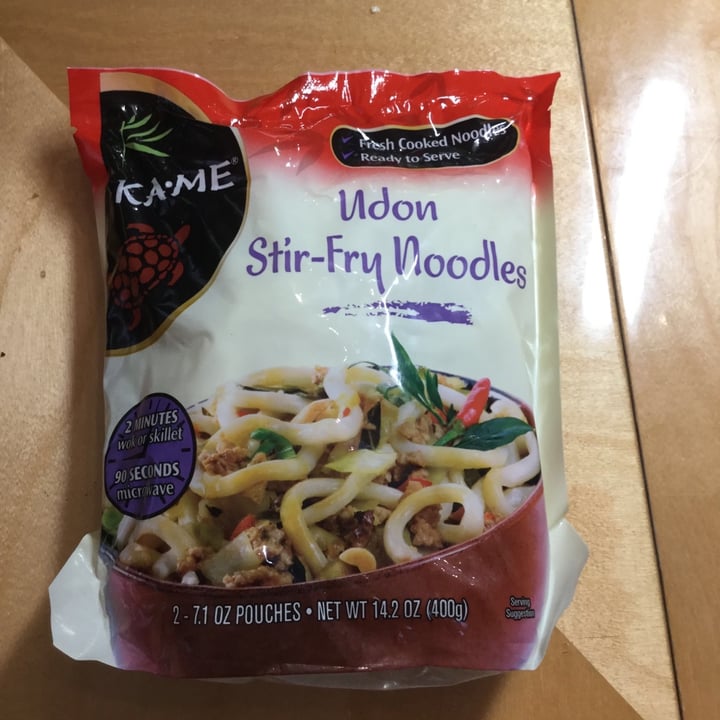 KA·ME®
✓ Fresh Cooked Noodles
✓ Ready to Serve
Udon
Stir-Fry Noodles
2 MINUTES
wok or skillet
90 SECONDS
microwave
2 - 7.1 OZ POUCHES • NET WT 14.2 OZ (400g)
Serving
Suggestion